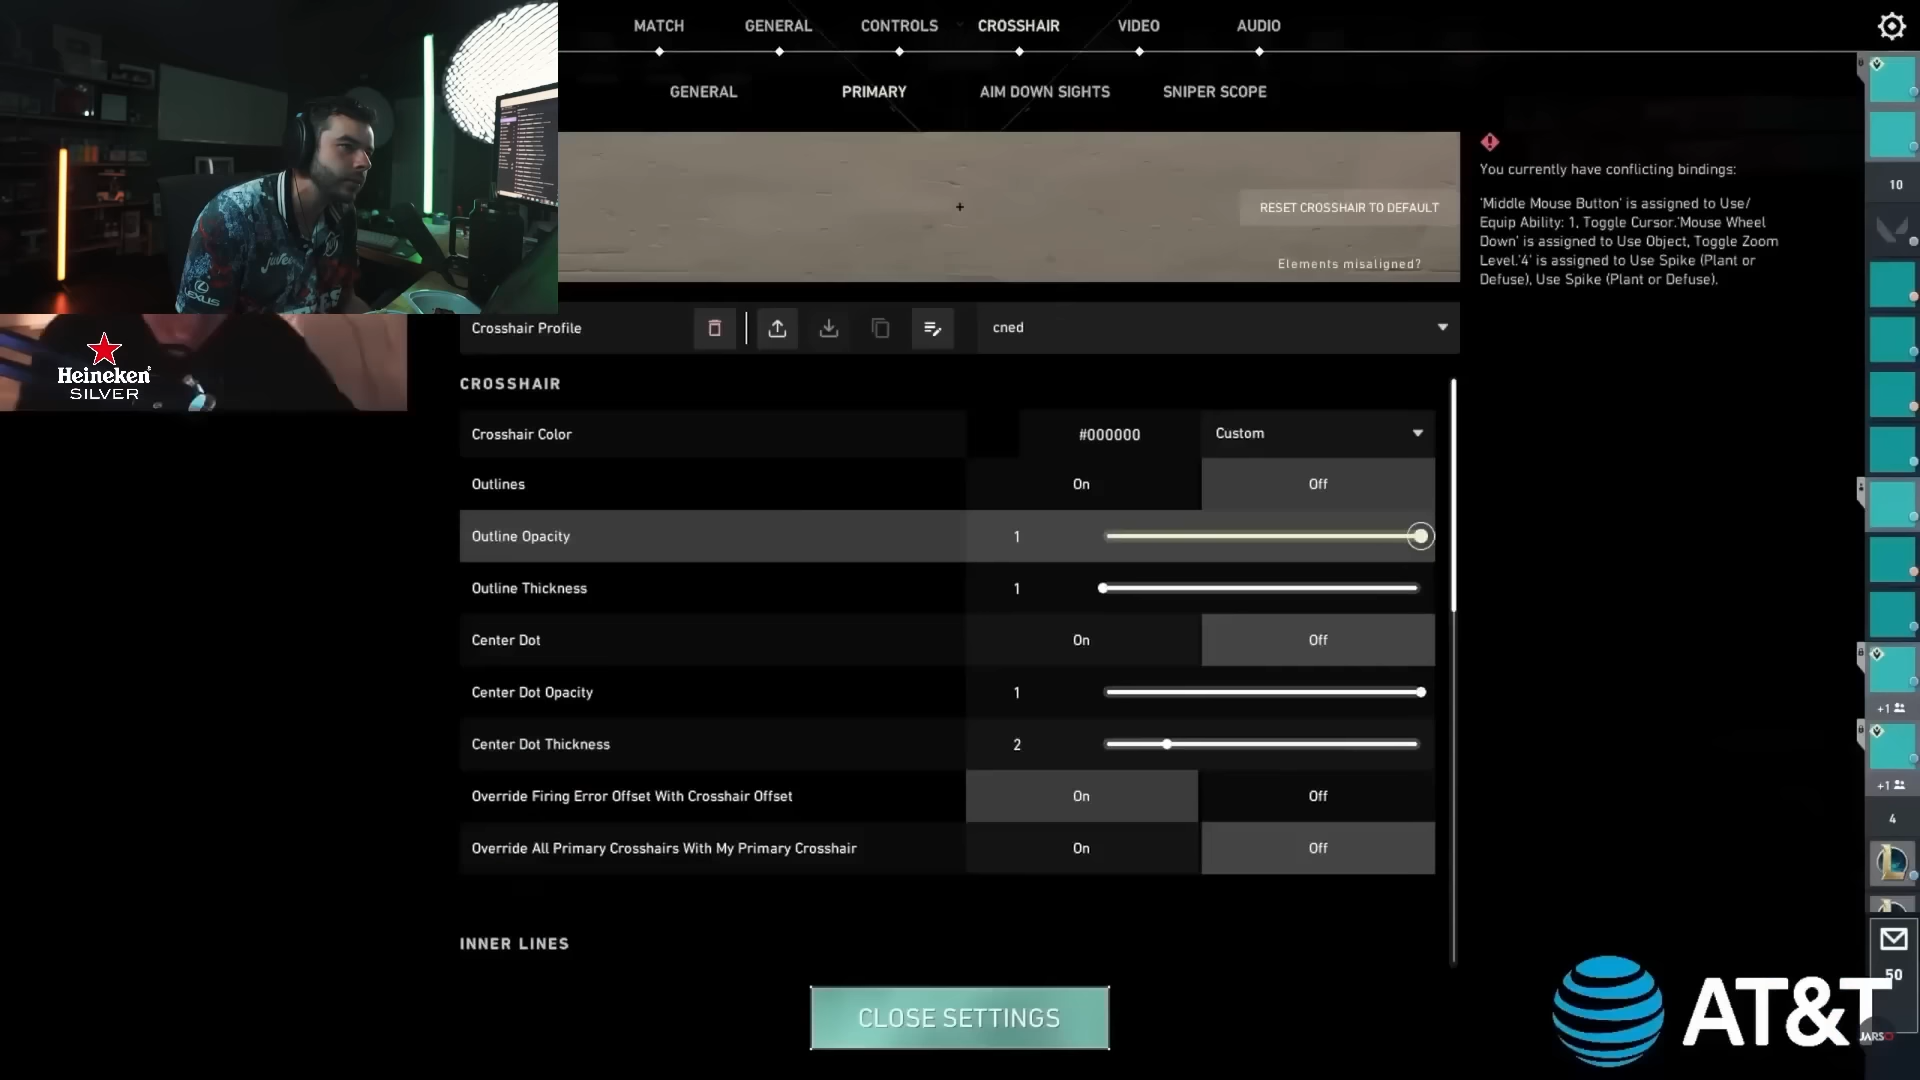 MATCH
GENERAL
CONTROLS
CROSSHAIR
VIDEO
AUDIO
GENERAL
PRIMARY
AIM DOWN SIGHTS
SNIPER SCOPE
RESET CROSSHAIR TO DEFAULT
Elements misaligned?
You currently have conflicting bindings:
'Middle Mouse Button' is assigned to Use/
Equip Ability: 1, Toggle Cursor.'Mouse Wheel
Down' is assigned to Use Object, Toggle Zoom
Level.'4' is assigned to Use Spike (Plant or
Defuse), Use Spike (Plant or Defuse).
LEXUS
Heineken
SILVER
Crosshair Profile
cned
CROSSHAIR
Crosshair Color
#000000
Custom
Outlines
On
Off
Outline Opacity
1
Outline Thickness
1
Center Dot
On
Off
Center Dot Opacity
1
Center Dot Thickness
2
Override Firing Error Offset With Crosshair Offset
On
Off
Override All Primary Crosshairs With My Primary Crosshair
On
Off
INNER LINES
CLOSE SETTINGS
10
+1
+1
4
50
AT&T
JARSO